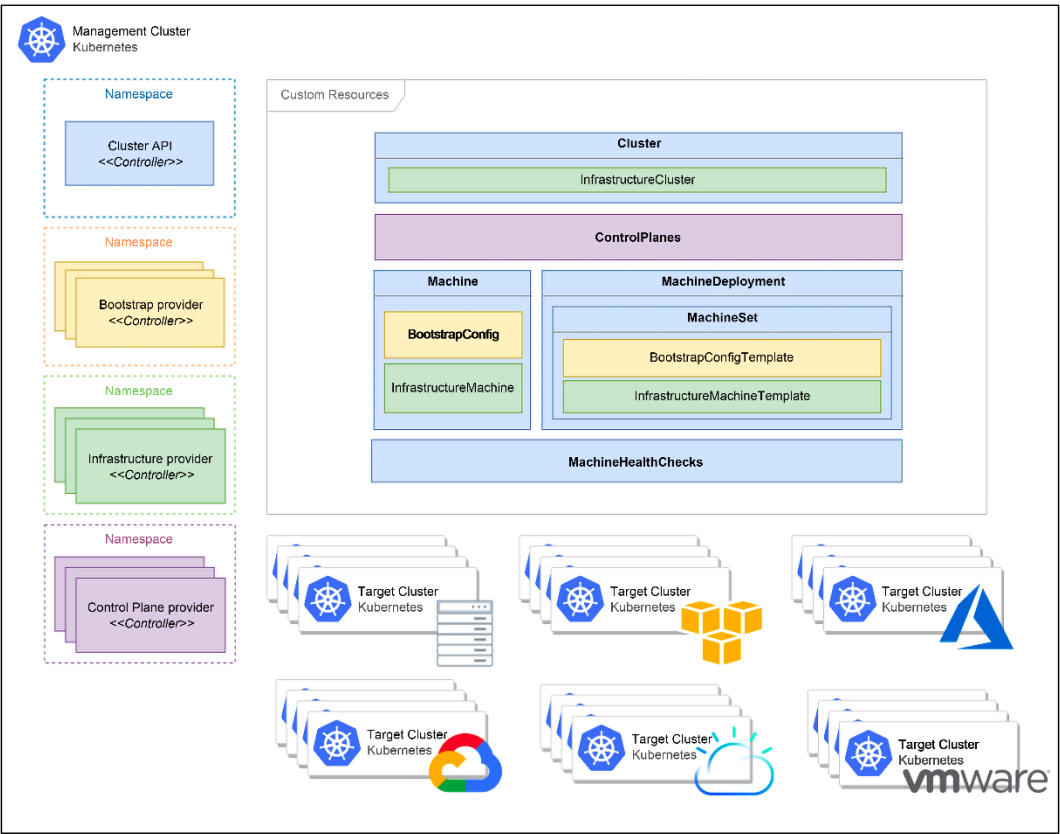 Management Cluster
Kubernetes
Namespace
Cluster API
<<Controller>>
Namespace
Bootstrap provider
<<Controller>>
Namespace
Infrastructure provider
<<Controller>>
Namespace
Control Plane provider
<<Controller>>
Custom Resources
Cluster
InfrastructureCluster
ControlPlanes
Machine
BootstrapConfig
InfrastructureMachine
MachineDeployment
MachineSet
BootstrapConfigTemplate
InfrastructureMachineTemplate
MachineHealthChecks
Target Cluster
Kubernetes
Target Cluster
Kubernetes
Target Cluster
Kubernetes
Target Cluster
Kubernetes
Target Cluster
Kubernetes
Target Cluster
Kubernetes
vmware